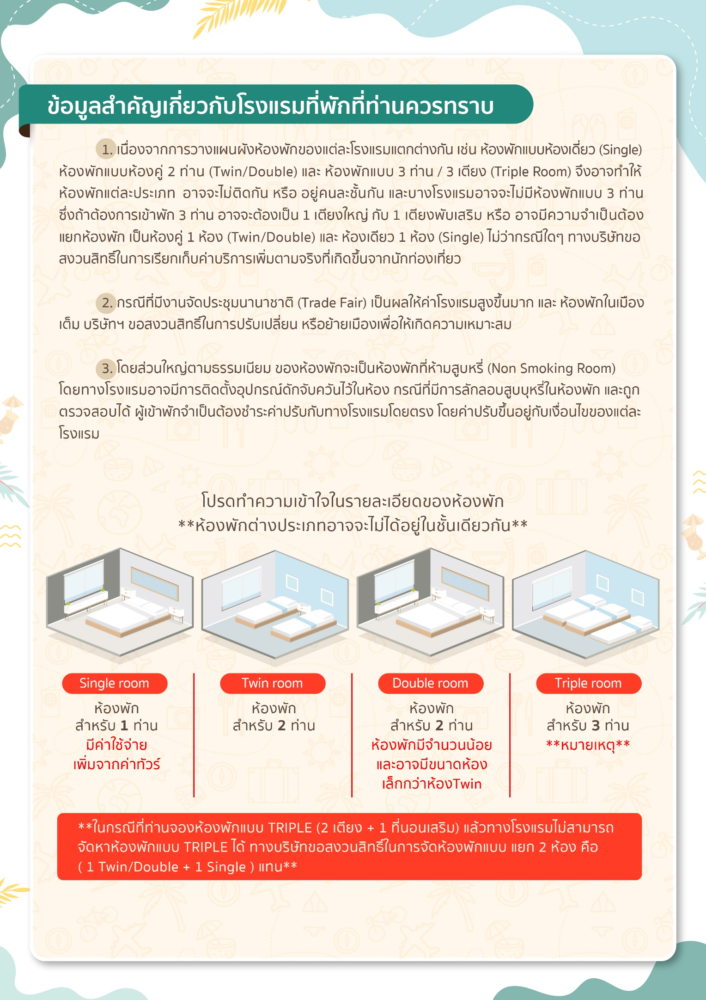 ข้อมูลสำคัญเกี่ยวกับโรงแรมที่พักที่ท่านควรทราบ
1. เนื่องจากการวางแผนผังห้องพักของแต่ละโรงแรมแตกต่างกัน เช่น ห้องพักแบบห้องเดี่ยว (Single)
ห้องพักแบบห้องคู่ 2 ท่าน (Twin/Double) และ ห้องพักแบบ 3 ท่าน / 3 เตียง (Triple Room) จึงอาจทำให้
ห้องพักแต่ละประเภท อาจจะไม่ติดกัน หรือ อยู่คนละชั้นกัน และบางโรงแรมอาจจะไม่มีห้องพักแบบ 3 ท่าน
ซึ่งถ้าต้องการเข้าพัก 3 ท่าน อาจจะต้องเป็น 1 เตียงใหญ่ กับ 1 เตียงพับเสริม หรือ อาจมีความจำเป็นต้อง
แยกห้องพัก เป็นห้องคู่ 1 ห้อง (Twin/Double) และ ห้องเดียว 1 ห้อง (Single) ไม่ว่ากรณีใดๆ ทางบริษัทขอ
สงวนสิทธิ์ในการเรียกเก็บค่าบริการเพิ่มตามจริงที่เกิดขึ้นจากนักท่องเที่ยว
2. กรณีที่มีงานจัดประชุมนานาชาติ (Trade Fair) เป็นผลให้ค่าโรงแรมสูงขึ้นมาก และ ห้องพักในเมือง
เต็ม บริษัทฯ ขอสงวนสิทธิ์ในการปรับเปลี่ยน หรือย้ายเมืองเพื่อให้เกิดความเหมาะสม
3. โดยส่วนใหญ่ตามธรรมเนียม ของห้องพักจะเป็นห้องพักที่ห้ามสูบหรี่ (Non Smoking Room)
โดยทางโรงแรมอาจมีการติดตั้งอุปกรณ์ดักจับควันไว้ในห้อง กรณีที่มีการลักลอบสูบบุหรี่ในห้องพัก และถูก
ตรวจสอบได้ ผู้เข้าพักจำเป็นต้องชำระค่าปรับกับทางโรงแรมโดยตรง โดยค่าปรับขึ้นอยู่กับเงื่อนไขของแต่ละ
โรงแรม
โปรดทำความเข้าใจในรายละเอียดของห้องพัก
**ห้องพักต่างประเภทอาจจะไม่ได้อยู่ในชั้นเดียวกัน**
Single room
ห้องพัก
สำหรับ 1 ท่าน
มีค่าใช้จ่าย
เพิ่มจากค่าทัวร์
Twin room
ห้องพัก
สำหรับ 2 ท่าน
Double room
ห้องพัก
สำหรับ 2 ท่าน
ห้องพักมีจำนวนน้อย
และอาจมีขนาดห้อง
เล็กกว่าห้องTwin
Triple room
ห้องพัก
สำหรับ 3 ท่าน
**หมายเหตุ**
**ในกรณีที่ท่านจองห้องพักแบบ TRIPLE (2 เตียง + 1 ที่นอนเสริม) แล้วทางโรงแรมไม่สามารถ
จัดหาห้องพักแบบ TRIPLE ได้ ทางบริษัทขอสงวนสิทธิ์ในการจัดห้องพักแบบ แยก 2 ห้อง คือ
( 1 Twin/Double + 1 Single ) แทน**